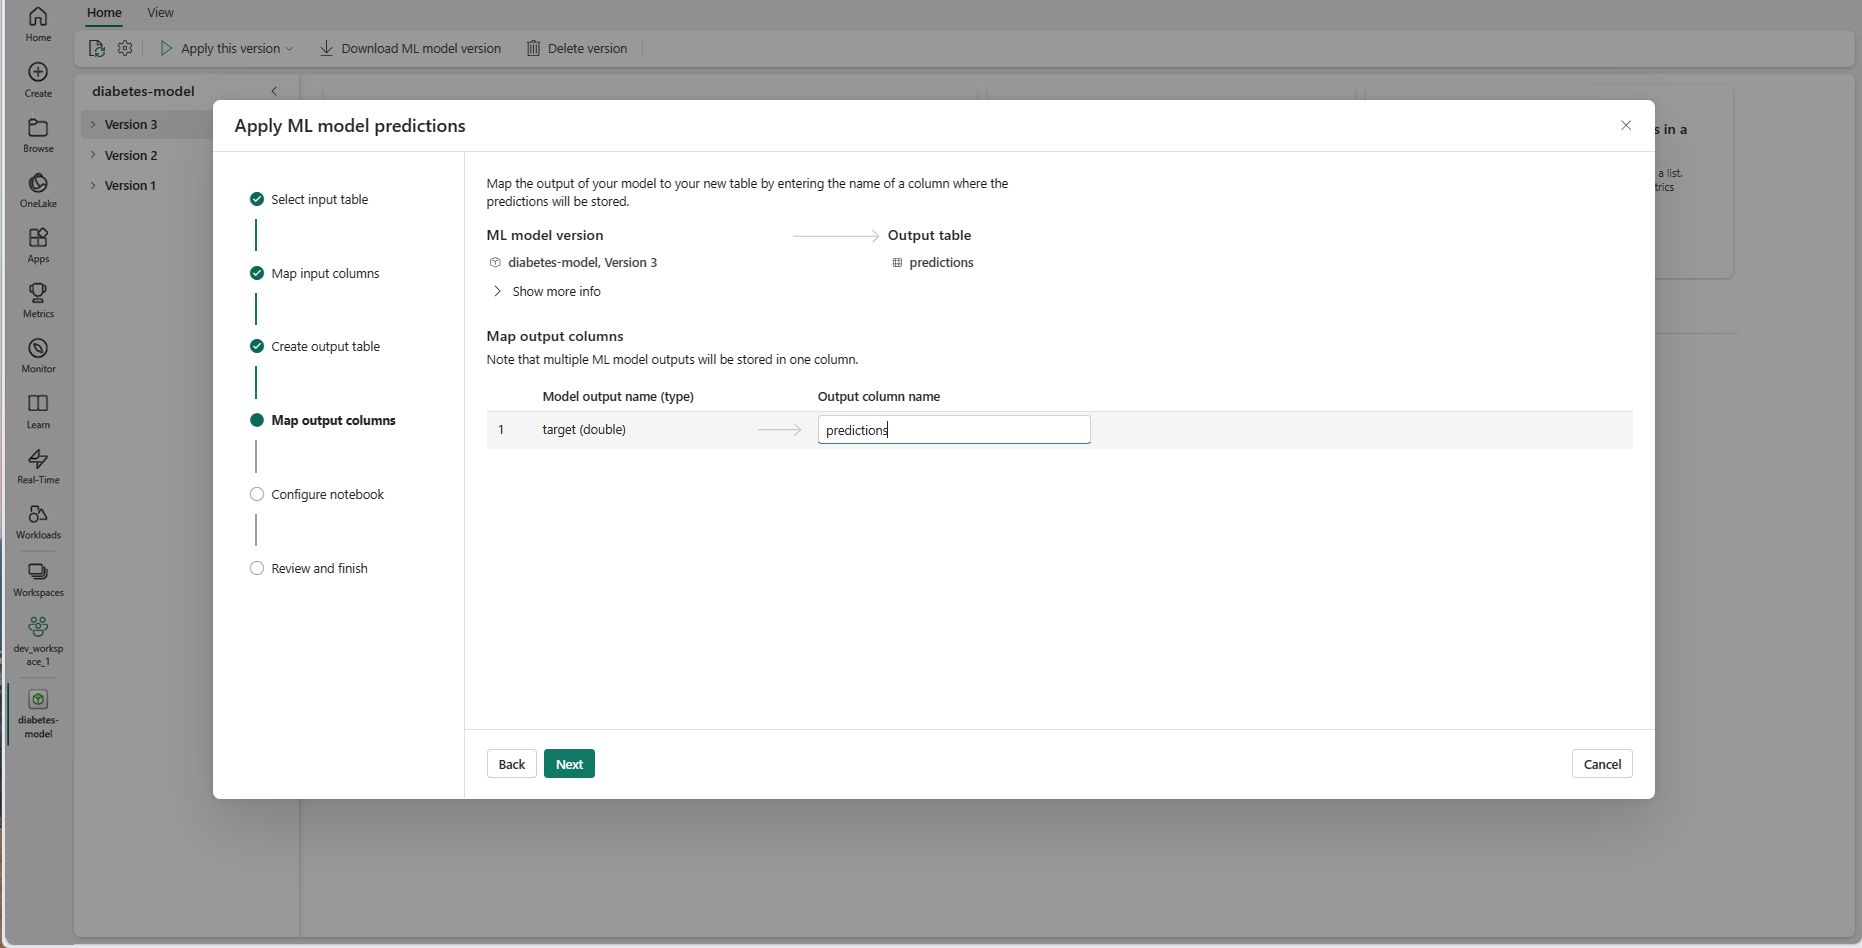 Home
View
Apply this version
Download ML model version
Delete version
Home
Create
Browse
OneLake
Apps
Metrics
Monitor
Learn
Real-Time
Workloads
Workspaces
dev_worksp
ace_1
diabetes-
model
diabetes-model
Version 3
Version 2
Version 1
s in a
a list.
trics
Apply ML model predictions
Select input table
Map input columns
Create output table
Map output columns
Configure notebook
Review and finish
Map the output of your model to your new table by entering the name of a column where the
predictions will be stored.
ML model version
Output table
diabetes-model, Version 3
predictions
Show more info
Map output columns
Note that multiple ML model outputs will be stored in one column.
Model output name (type)
Output column name
1
target (double)
predictions
Back
Next
Cancel